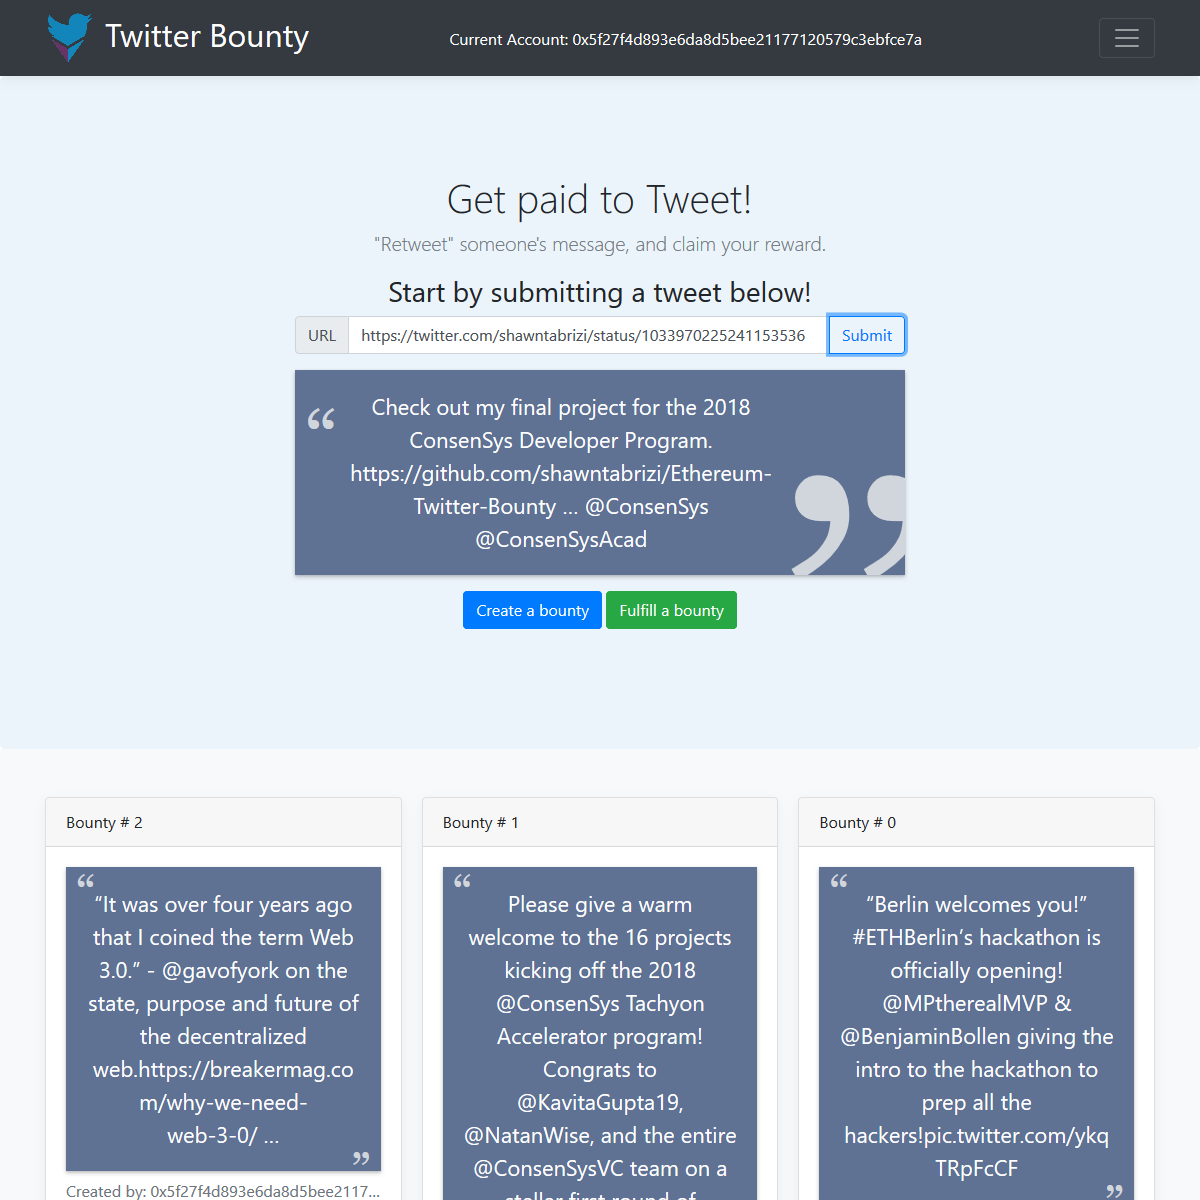 Twitter Bounty
Current Account: 0x5f27f4d893e6da8d5bee21177120579c3ebfce7a
Get paid to Tweet!
"Retweet" someone's message, and claim your reward.
Start by submitting a tweet below!
URL
https://twitter.com/shawntabrizi/status/1033970225241153536
Submit
“
Check out my final project for the 2018
ConsenSys Developer Program.
https://github.com/shawntabrizi/Ethereum-
Twitter-Bounty … @ConsenSys
@ConsenSysAcad
”
Create a bounty
Fulfill a bounty
Bounty # 2
“
“It was over four years ago
that I coined the term Web
3.0.” - @gavofyork on the
state, purpose and future of
the decentralized
web.https://breakermag.co
m/why-we-need-
web-3-0/ …
”
Created by: 0x5f27f4d893e6da8d5bee2117...
Bounty # 1
“
Please give a warm
welcome to the 16 projects
kicking off the 2018
@ConsenSys Tachyon
Accelerator program!
Congrats to
@KavitaGupta19,
@NatanWise, and the entire
@ConsenSysVC team on a
stellar first round of
Bounty # 0
“
“Berlin welcomes you!”
#ETHBerlin’s hackathon is
officially opening!
@MPtherealMVP &
@BenjaminBollen giving the
intro to the hackathon to
prep all the
hackers!pic.twitter.com/ykq
TRpFcCF
”